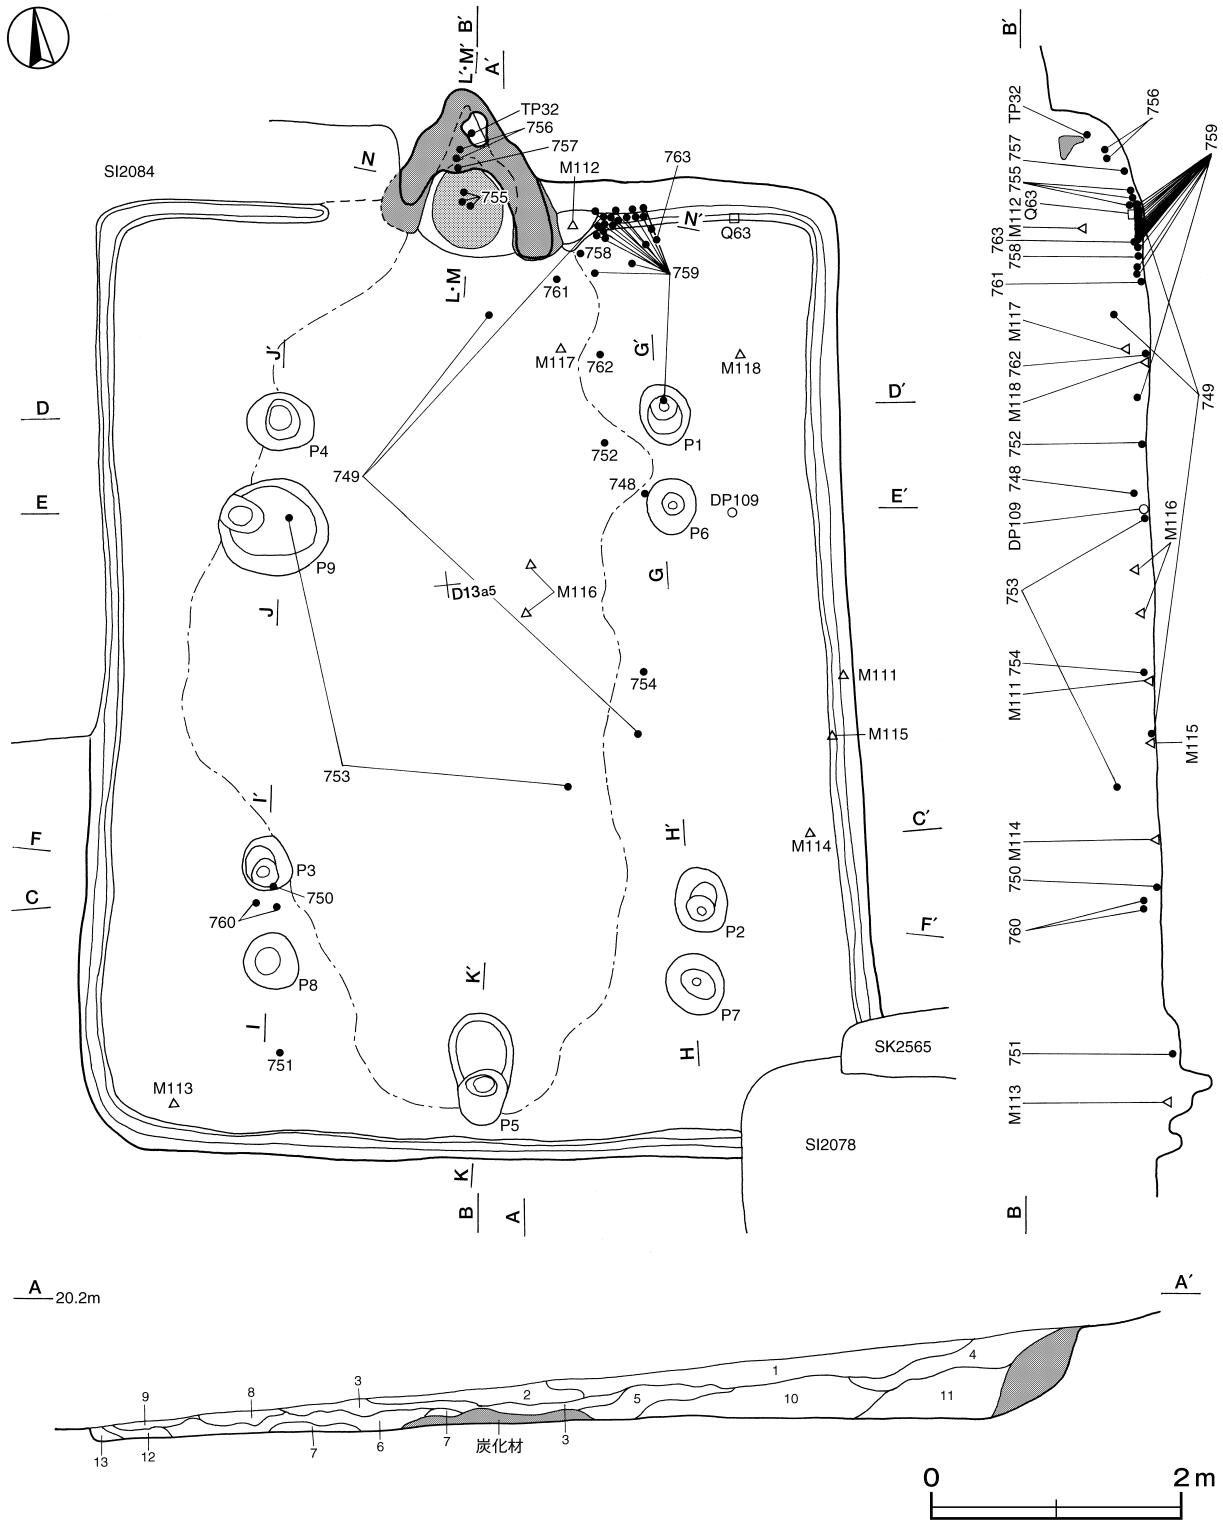 B′
L′・M′
A′
TP32
756
757
N
M112
763
SI2084
755
N′
Q63
758
759
L・M
761
J′
M117
762
G′
M118
D
D′
P4
P1
752
749
E
748
DP109
E′
P9
P6
D13a5
M116
G
J
754
M111
M115
753
I′
F
H′
C′
M114
P3
750
C
760
P2
F′
P8
K′
P7
I
H
SK2565
751
M113
P5
SI2078
K
B
A
B′
TP32
756
757
759
755
Q63
M112
763
758
761
M117
762
M118
749
752
748
DP109
M116
753
754
M111
M115
M114
750
760
751
M113
B
A
20.2m
A′
1
4
3
8
9
2
5
10
11
13
12
7
6
7
炭化材
3
0
2m